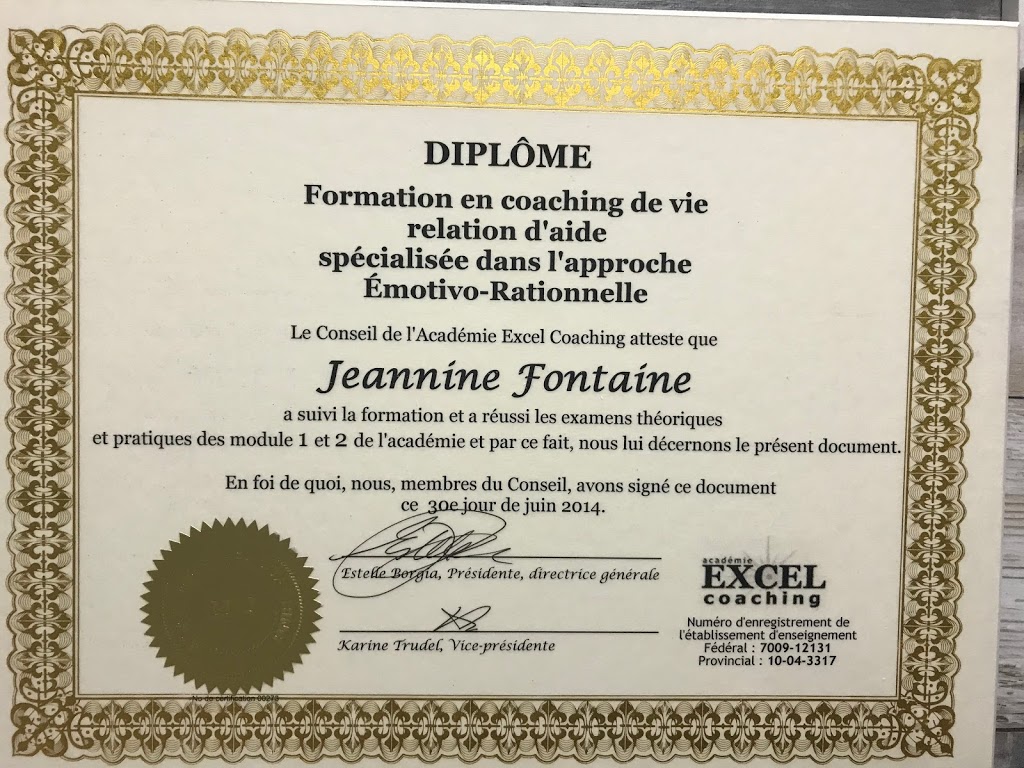 DIPLÔME
Formation en coaching de vie
relation d'aide
spécialisée dans l'approche
Émotivo-Rationnelle
Le Conseil de l'Académie Excel Coaching atteste que
Jeannine Fontaine
a suivi la formation et a réussi les examens théoriques
et pratiques des module 1 et 2 de l'académie et par ce fait, nous lui décernons le présent document.
En foi de quoi, nous, membres du Conseil, avons signé ce document
ce 30e jour de juin 2014.
Estelle Borgia, Présidente, directrice générale
Karine Trudel, Vice-présidente
académie
EXCEL
coaching
Numéro d'enregistrement de
l'établissement d'enseignement
Fédéral : 7009-12131
Provincial : 10-04-3317
No de certification